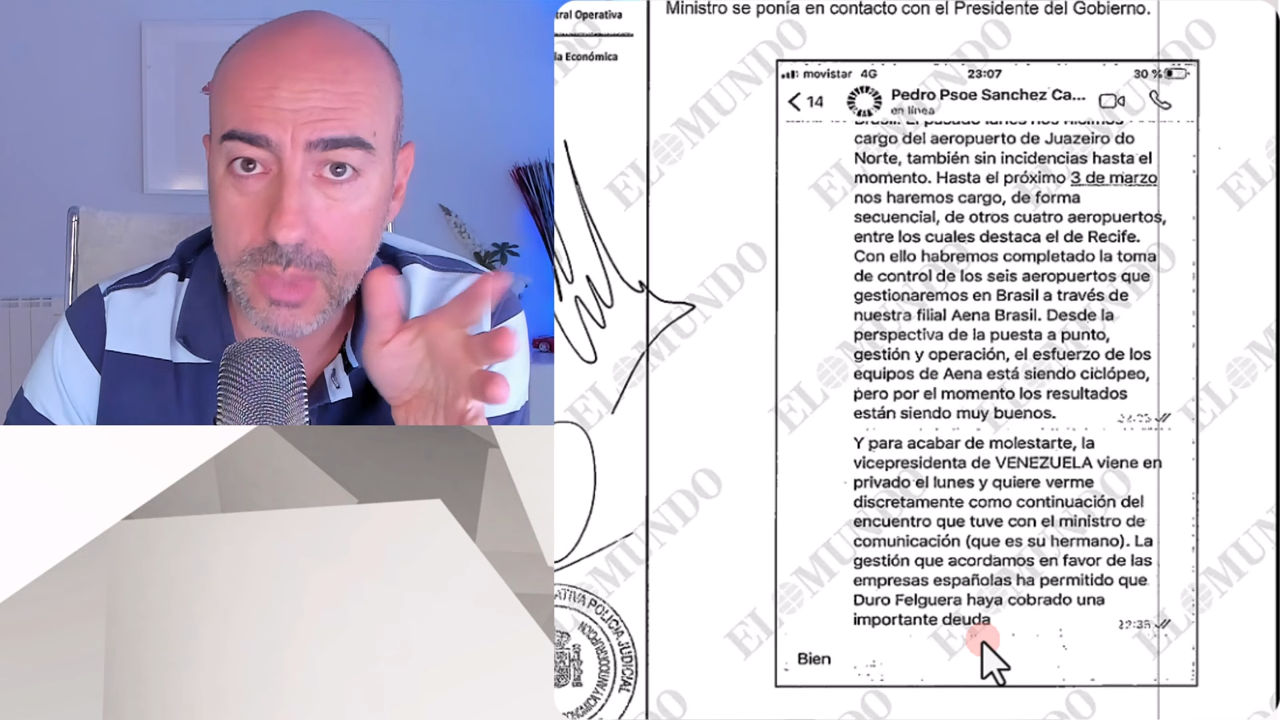 tral Operativa
ía Económica
Ministro se ponía en contacto con el Presidente del Gobierno.
movistar 4G 23:07 30 %
14 Pedro Psoe Sanchez Ca...
en línea
cargo del aeropuerto de Juazeiro do
Norte, también sin incidencias hasta el
momento. Hasta el próximo 3 de marzo
nos haremos cargo, de forma
secuencial, de otros cuatro aeropuertos,
entre los cuales destaca el de Recife.
Con ello habremos completado la toma
de control de los seis aeropuertos que
gestionaremos en Brasil a través de
nuestra filial Aena Brasil. Desde la
perspectiva de la puesta a punto,
gestión y operación, el esfuerzo de los
equipos de Aena está siendo ciclópeo,
pero por el momento los resultados
están siendo muy buenos.
Y para acabar de molestarte, la
vicepresidenta de VENEZUELA viene en
privado el lunes y quiere verme
discretamente como continuación del
encuentro que tuve con el ministro de
comunicación (que es su hermano). La
gestión que acordamos en favor de las
empresas españolas ha permitido que
Duro Felguera haya cobrado una
importante deuda
22:35
Bien
EL MUNDO
POLICIA JUDICIAL